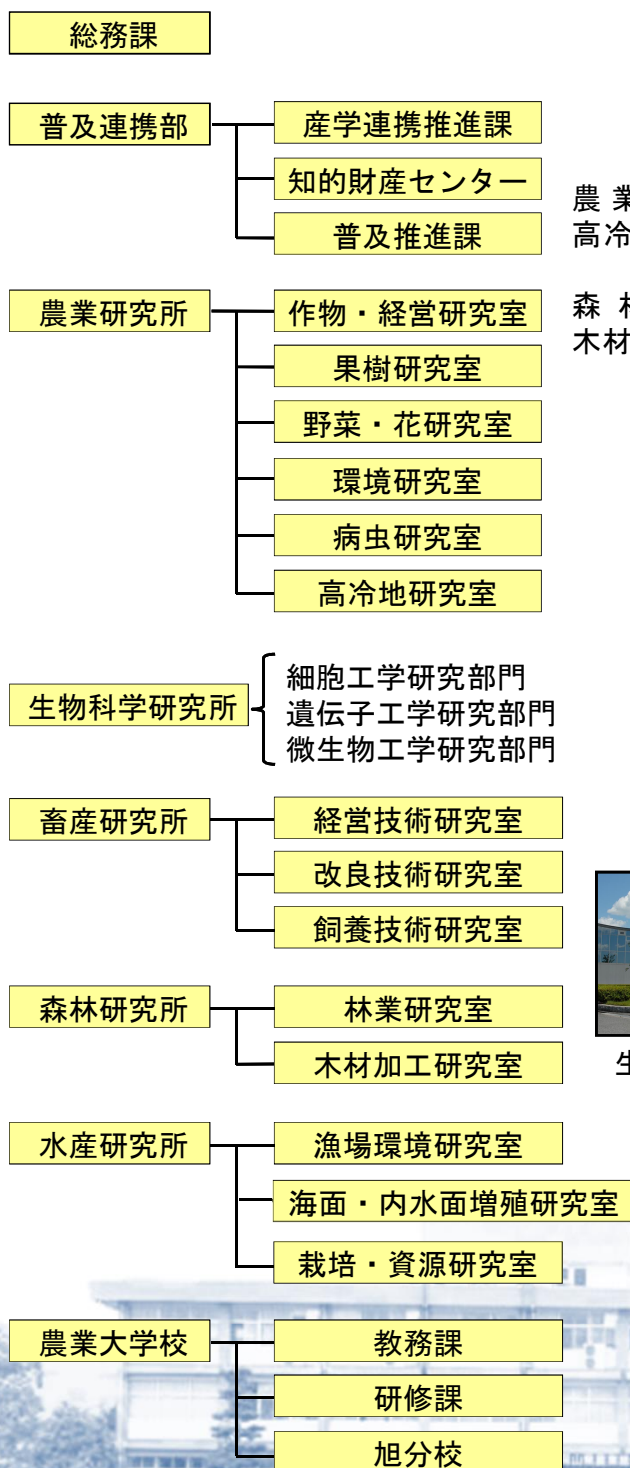 総務課
普及連携部
産学連携推進課
知的財産センター
普及推進課
農業研究所
作物・経営研究室
果樹研究室
野菜・花研究室
環境研究室
病虫研究室
高冷地研究室
生物科学研究所
細胞工学研究部門
遺伝子工学研究部門
微生物工学研究部門
畜産研究所
経営技術研究室
改良技術研究室
飼養技術研究室
森林研究所
林業研究室
木材加工研究室
水産研究所
漁場環境研究室
海面・内水面増殖研究室
栽培・資源研究室
農業大学校
教務課
研修課
旭分校
農業
高冷
森
木材
生